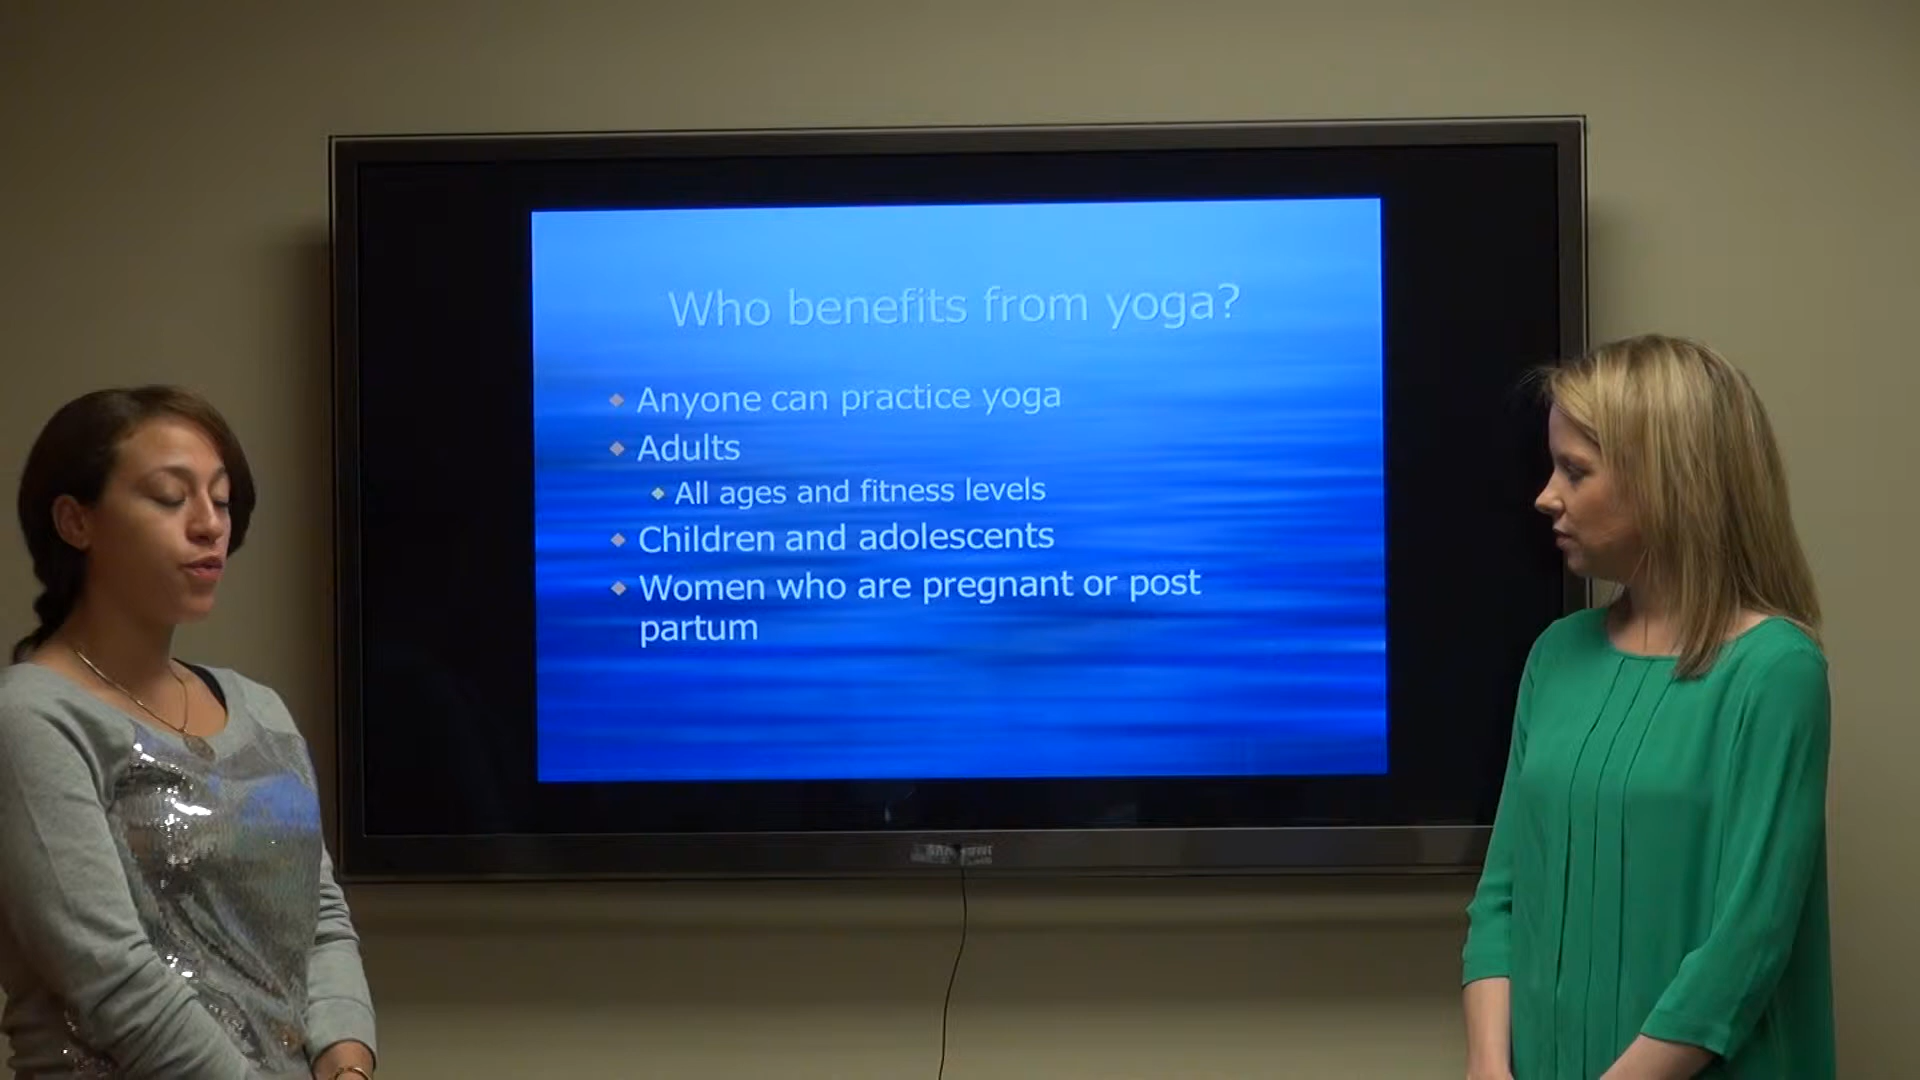 Who benefits from yoga?
Anyone can practice yoga
Adults
All ages and fitness levels
Children and adolescents
Women who are pregnant or post
partum